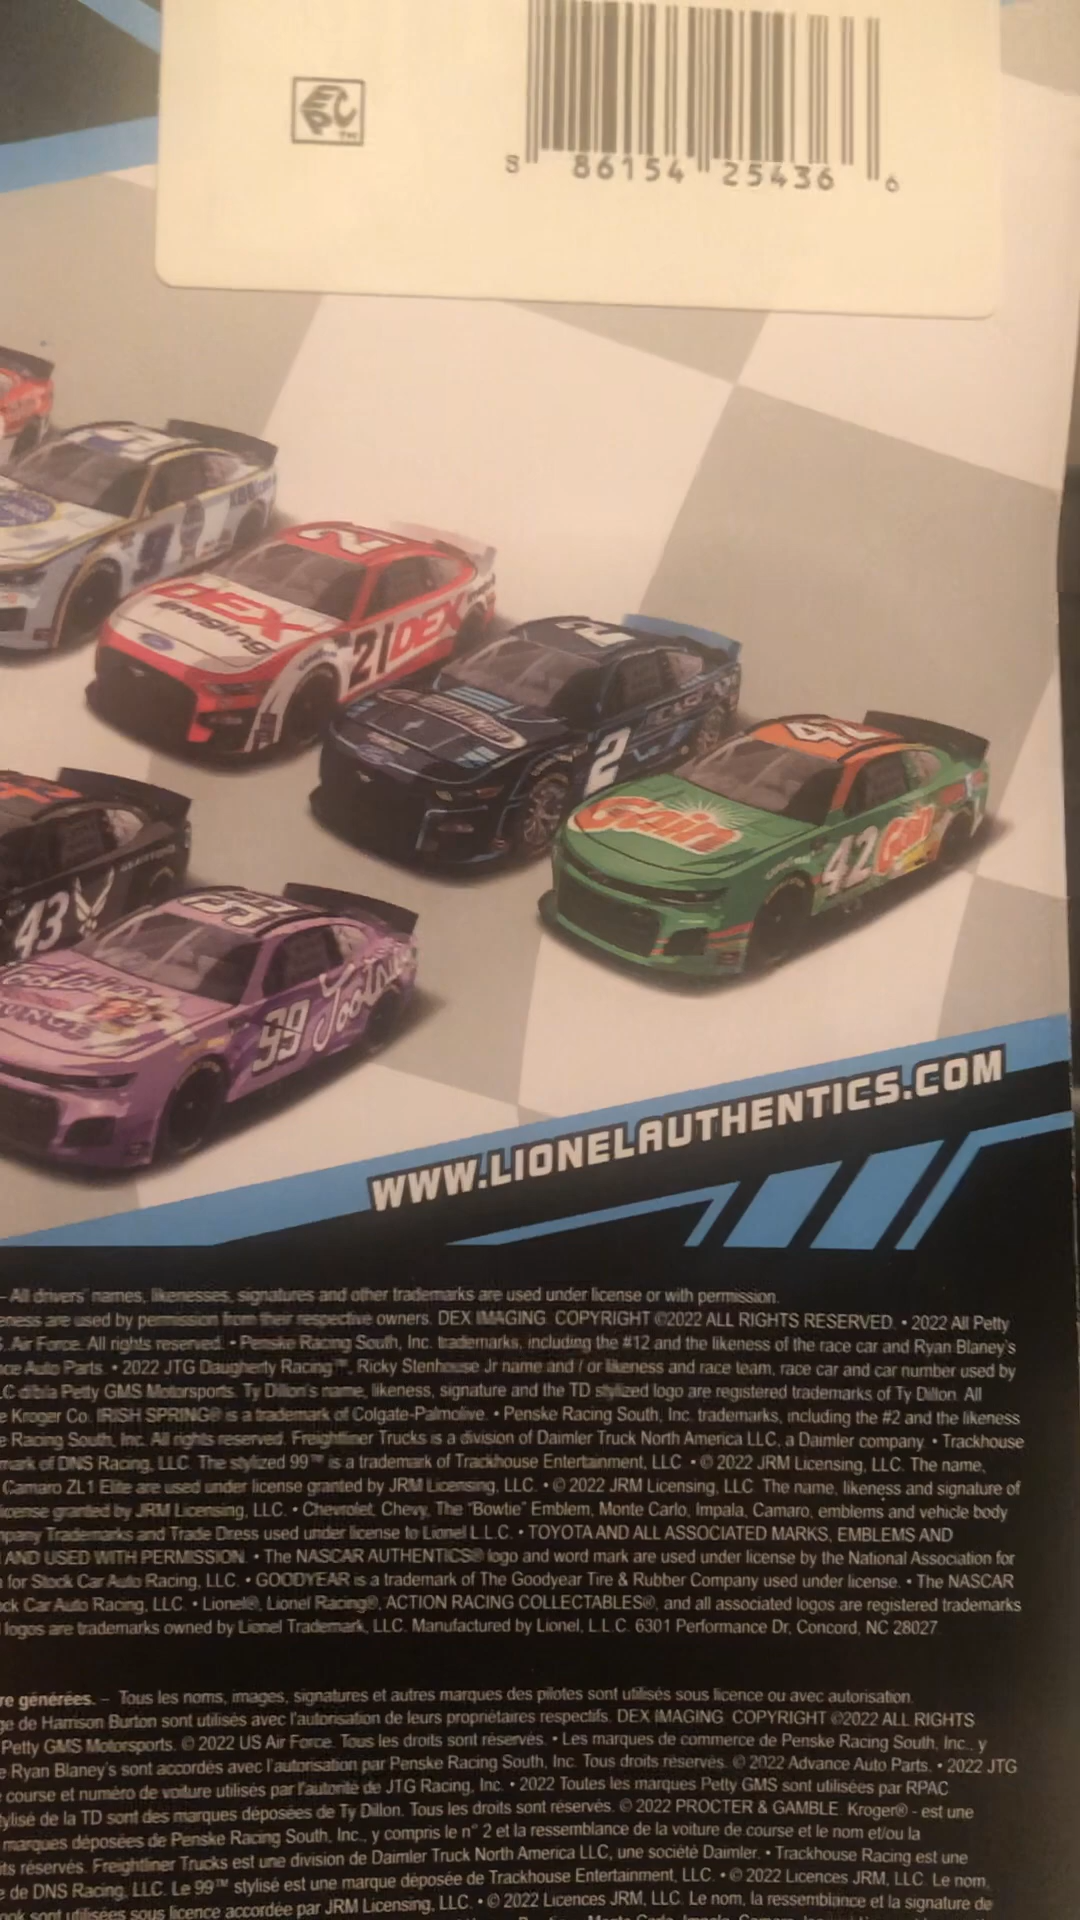 EPC TM
8 86154 25436 6
21
DEX imaging
21 DEX
2
2
42
Gain
42 Gain
43
99
99 Tootsie
WWW.LIONELAUTHENTICS.COM
– All drivers' names, likenesses, signatures and other trademarks are used under license or with permission.
eness are used by permission from their respective owners. DEX IMAGING. COPYRIGHT ©2022 ALL RIGHTS RESERVED. • 2022 All Petty
. Air Force. All rights reserved. • Penske Racing South, Inc. trademarks, including the #12 and the likeness of the race car and Ryan Blaney's
ce Auto Parts. • 2022 JTG Daugherty Racing™, Ricky Stenhouse Jr name and / or likeness and race team, race car and car number used by
C d/b/a Petty GMS Motorsports. Ty Dillon's name, likeness, signature and the TD stylized logo are registered trademarks of Ty Dillon. All
e Kroger Co. IRISH SPRING® is a trademark of Colgate-Palmolive. • Penske Racing South, Inc. trademarks, including the #2 and the likeness
e Racing South, Inc. All rights reserved. Freightliner Trucks is a division of Daimler Truck North America LLC, a Daimler company. • Trackhouse
mark of DNS Racing, LLC. The stylized 99™ is a trademark of Trackhouse Entertainment, LLC • © 2022 JRM Licensing, LLC. The name,
Camaro ZL1 Elite are used under license granted by JRM Licensing, LLC. • © 2022 JRM Licensing, LLC The name, likeness and signature of
license granted by JRM Licensing, LLC. • Chevrolet, Chevy, The "Bowtie" Emblem, Monte Carlo, Impala, Camaro, emblems and vehicle body
mpany Trademarks and Trade Dress used under license to Lionel L.L.C. • TOYOTA AND ALL ASSOCIATED MARKS, EMBLEMS AND
AND USED WITH PERMISSION. • The NASCAR AUTHENTICS® logo and word mark are used under license by the National Association for
for Stock Car Auto Racing, LLC. • GOODYEAR is a trademark of The Goodyear Tire & Rubber Company used under license. • The NASCAR
ck Car Auto Racing, LLC. • Lionel®, Lionel Racing®, ACTION RACING COLLECTABLES®, and all associated logos are registered trademarks
logos are trademarks owned by Lionel Trademark, LLC. Manufactured by Lionel, L.L.C. 6301 Performance Dr, Concord, NC 28027
re générées. – Tous les noms, images, signatures et autres marques des pilotes sont utilisés sous licence ou avec autorisation.
ge de Harrison Burton sont utilisés avec l'autorisation de leurs propriétaires respectifs. DEX IMAGING. COPYRIGHT ©2022 ALL RIGHTS
Petty GMS Motorsports. © 2022 US Air Force. Tous les droits sont réservés. • Les marques de commerce de Penske Racing South, Inc., y
e Ryan Blaney's sont accordés avec l'autorisation par Penske Racing South, Inc. Tous droits réservés. © 2022 Advance Auto Parts. • 2022 JTG
course et numéro de voiture utilisés par l'autorité de JTG Racing, Inc. • 2022 Toutes les marques Petty GMS sont utilisées par RPAC
tylisé de la TD sont des marques déposées de Ty Dillon. Tous les droits sont réservés. © 2022 PROCTER & GAMBLE. Kroger® - est une
marques déposées de Penske Racing South, Inc., y compris le n° 2 et la ressemblance de la voiture de course et le nom et/ou la
its réservés. Freightliner Trucks est une division de Daimler Truck North America LLC, une société Daimler. • Trackhouse Racing est une
e de DNS Racing, LLC. Le 99™ stylisé est une marque déposée de Trackhouse Entertainment, LLC. • © 2022 Licences JRM, LLC. Le nom,
sont utilisées sous licence accordée par JRM Licensing, LLC. • © 2022 Licences JRM, LLC. Le nom, la ressemblance et la signature de